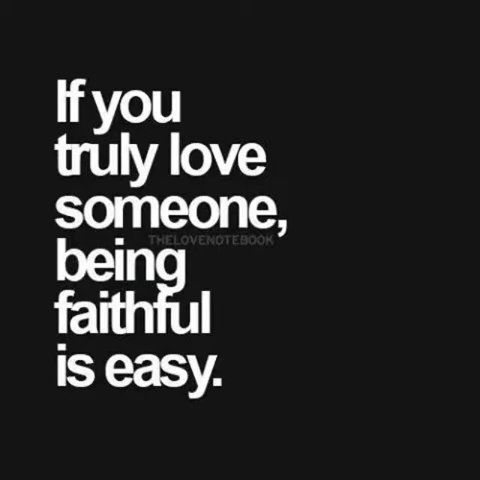 If you
truly love
someone,
THELOVENOTEBOOK
being
faithful
is easy.